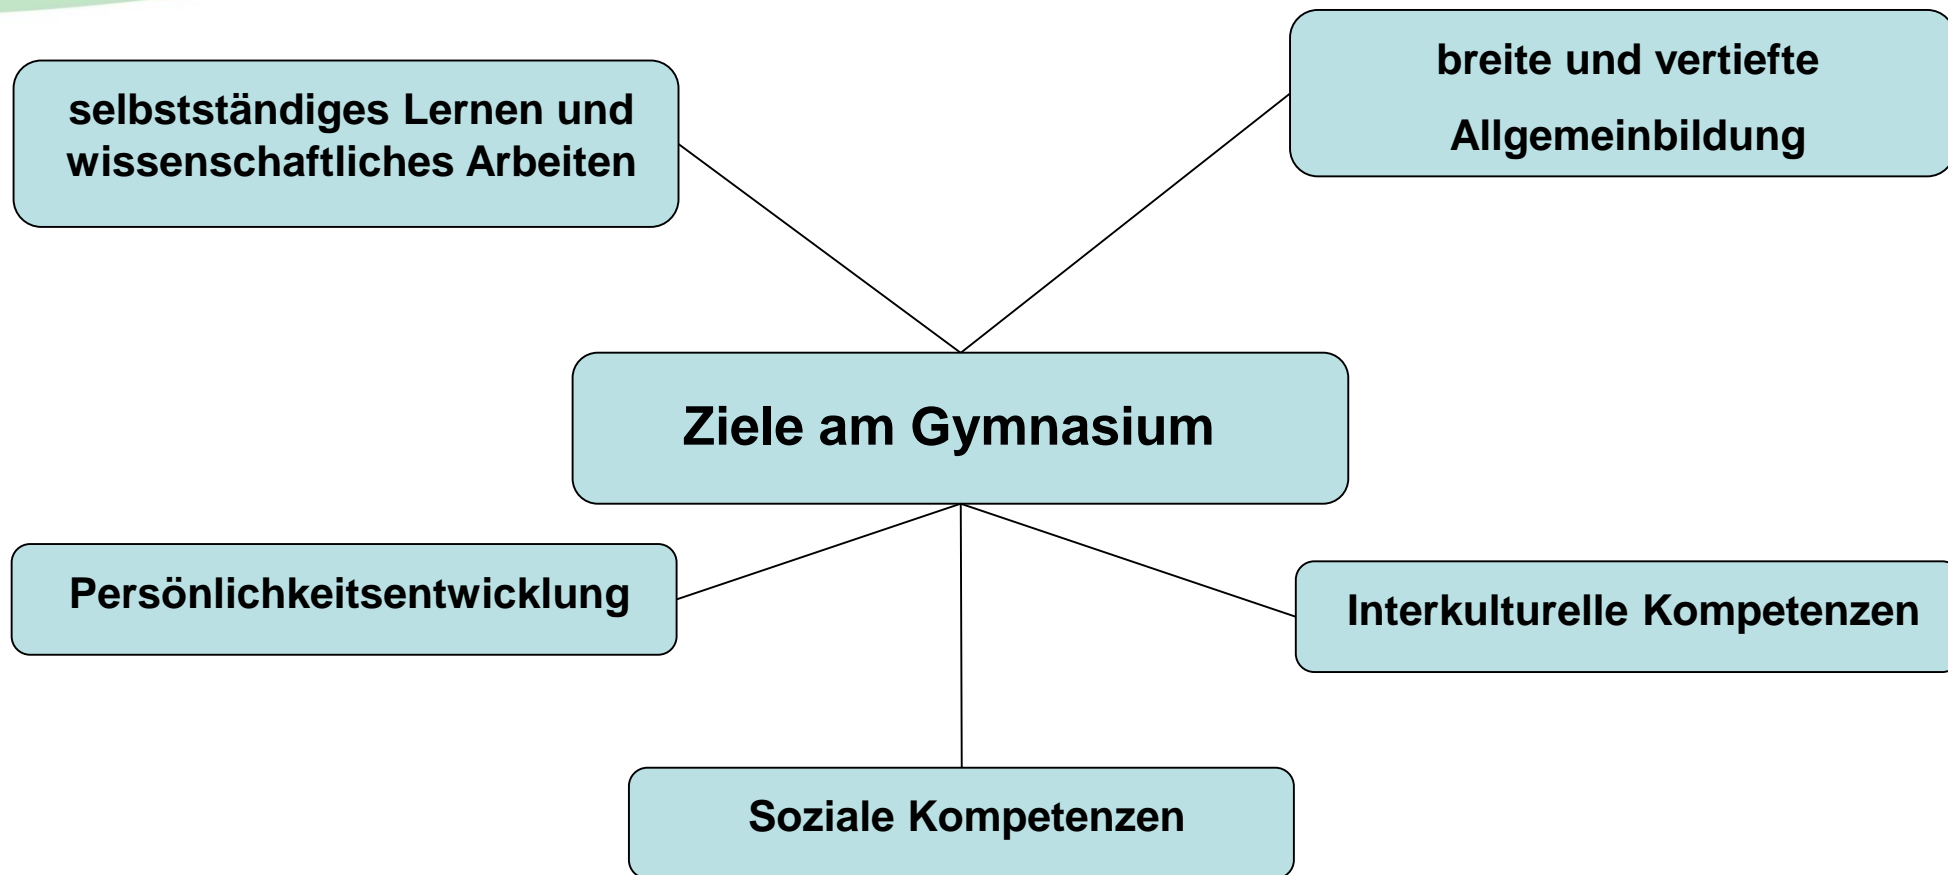 selbstständiges Lernen und
wissenschaftliches Arbeiten
breite und vertiefte
Allgemeinbildung
Ziele am Gymnasium
Persönlichkeitsentwicklung
Interkulturelle Kompetenzen
Soziale Kompetenzen